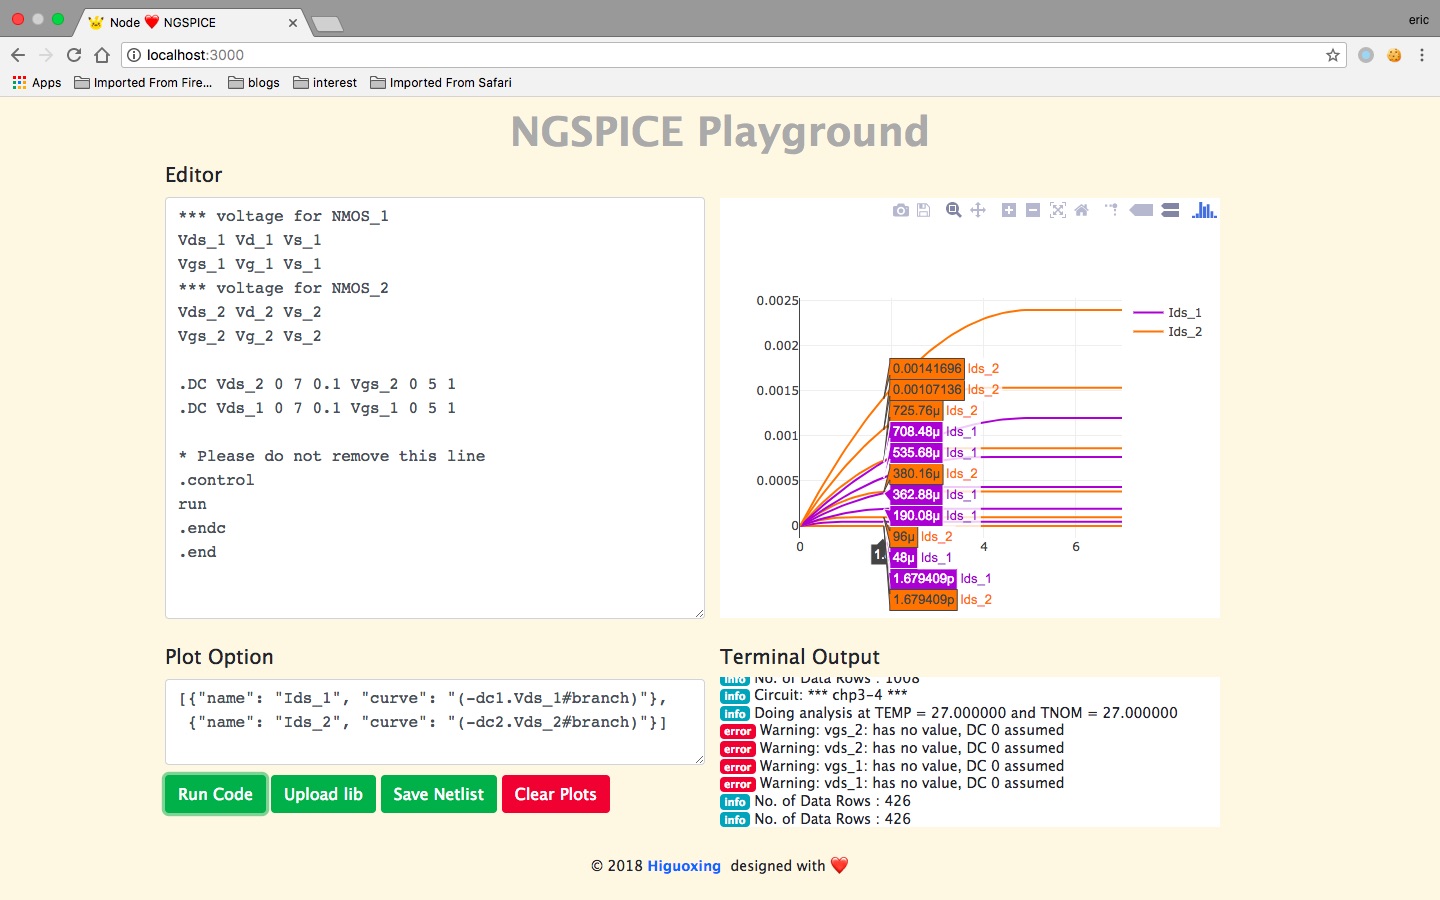 Node ❤️ NGSPICE
eric
localhost:3000
Apps Imported From Fire... blogs interest Imported From Safari
NGSPICE Playground
Editor
*** voltage for NMOS_1
Vds_1 Vd_1 Vs_1
Vgs_1 Vg_1 Vs_1
*** voltage for NMOS_2
Vds_2 Vd_2 Vs_2
Vgs_2 Vg_2 Vs_2
.DC Vds_2 0 7 0.1 Vgs_2 0 5 1
.DC Vds_1 0 7 0.1 Vgs_1 0 5 1
* Please do not remove this line
.control
run
.endc
.end
0.0025
0.002
0.0015
0.001
0.0005
0
0 4 6
Ids_1
Ids_2
0.00141696 Ids_2
0.00107136 Ids_2
725.76μ Ids_2
708.48μ Ids_1
535.68μ Ids_1
380.16μ Ids_2
362.88μ Ids_1
190.08μ Ids_1
96μ Ids_2
48μ Ids_1
1.679409p Ids_1
1.679409p Ids_2
1.
Plot Option
[{"name": "Ids_1", "curve": "(-dc1.Vds_1#branch)"},
{"name": "Ids_2", "curve": "(-dc2.Vds_2#branch)"}]
Run Code Upload lib Save Netlist Clear Plots
Terminal Output
info No. of Data Rows : 1008
info Circuit: *** chp3-4 ***
info Doing analysis at TEMP = 27.000000 and TNOM = 27.000000
error Warning: vgs_2: has no value, DC 0 assumed
error Warning: vds_2: has no value, DC 0 assumed
error Warning: vgs_1: has no value, DC 0 assumed
error Warning: vds_1: has no value, DC 0 assumed
info No. of Data Rows : 426
info No. of Data Rows : 426
© 2018 Higuoxing designed with ❤️